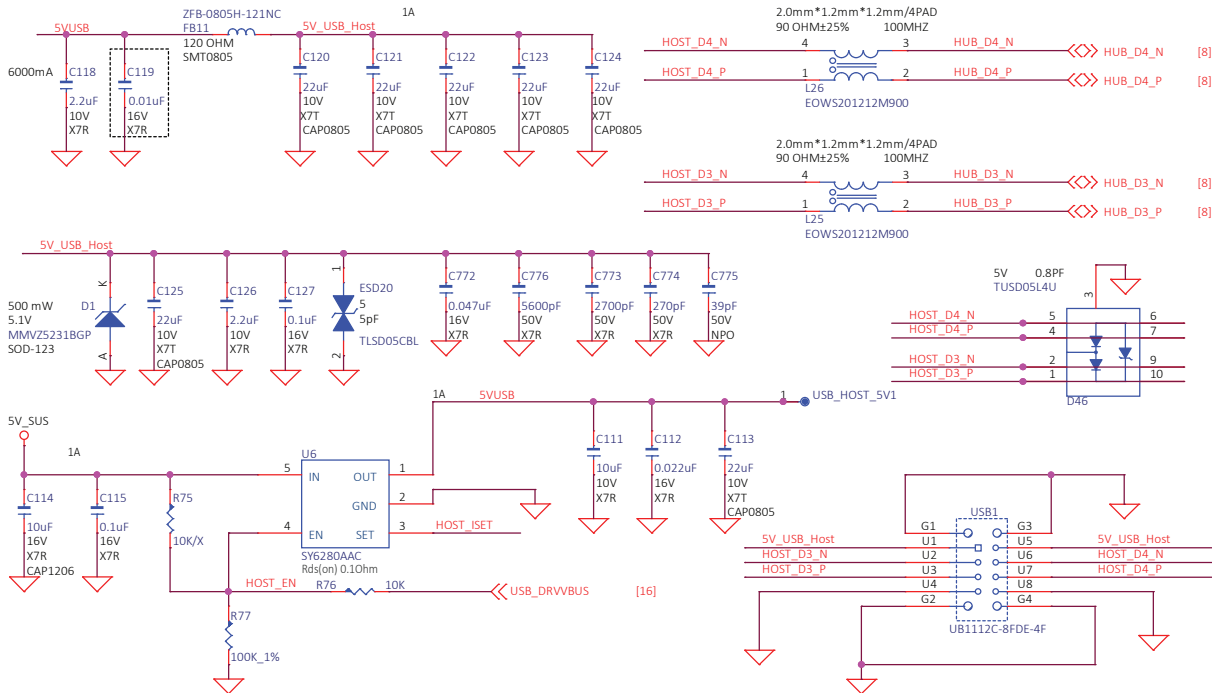 5VUSB
ZFB-0805H-121NC
FB11
120 OHM
SMT0805
5V_USB_Host
1A
6000mA
C118
2.2uF
10V
X7R
C119
0.01uF
16V
X7R
C120
22uF
10V
X7T
CAP0805
C121
22uF
10V
X7T
CAP0805
C122
22uF
10V
X7T
CAP0805
C123
22uF
10V
X7T
CAP0805
C124
22uF
10V
X7T
CAP0805
2.0mm*1.2mm*1.2mm/4PAD
90 OHM±25% 100MHZ
HOST_D4_N 4 3 HUB_D4_N HUB_D4_N [8]
HOST_D4_P 1 2 HUB_D4_P HUB_D4_P [8]
L26
EOWS201212M900
2.0mm*1.2mm*1.2mm/4PAD
90 OHM±25% 100MHZ
HOST_D3_N 4 3 HUB_D3_N HUB_D3_N [8]
HOST_D3_P 1 2 HUB_D3_P HUB_D3_P [8]
L25
EOWS201212M900
5V_USB_Host
500 mW
5.1V
MMVZ5231BGP
SOD-123
D1
K
A
C125
22uF
10V
X7T
CAP0805
C126
2.2uF
10V
X7R
C127
0.1uF
16V
X7R
1
ESD20
5
5pF
TLSD05CBL
2
C772
0.047uF
16V
X7R
C776
5600pF
50V
X7R
C773
2700pF
50V
X7R
C774
270pF
50V
X7R
C775
39pF
50V
NPO
5V 0.8PF
TUSD05L4U
3
HOST_D4_N 5 6
HOST_D4_P 4 7
HOST_D3_N 2 9
HOST_D3_P 1 10
D46
5V_SUS
1A
C114
10uF
16V
X7R
CAP1206
C115
0.1uF
16V
X7R
R75
10K/X
U6
5 IN OUT 1
GND 2
4 EN SET 3
HOST_ISET
SY6280AAC
Rds(on) 0.1Ohm
1A
5VUSB
1
USB_HOST_5V1
C111
10uF
10V
X7R
C112
0.022uF
16V
X7R
C113
22uF
10V
X7T
CAP0805
HOST_EN
R76 10K
USB_DRVVBUS [16]
R77
100K_1%
USB1
G1 G3
5V_USB_Host U1 U5 5V_USB_Host
HOST_D3_N U2 U6 HOST_D4_N
HOST_D3_P U3 U7 HOST_D4_P
U4 U8
G2 G4
UB1112C-8FDE-4F